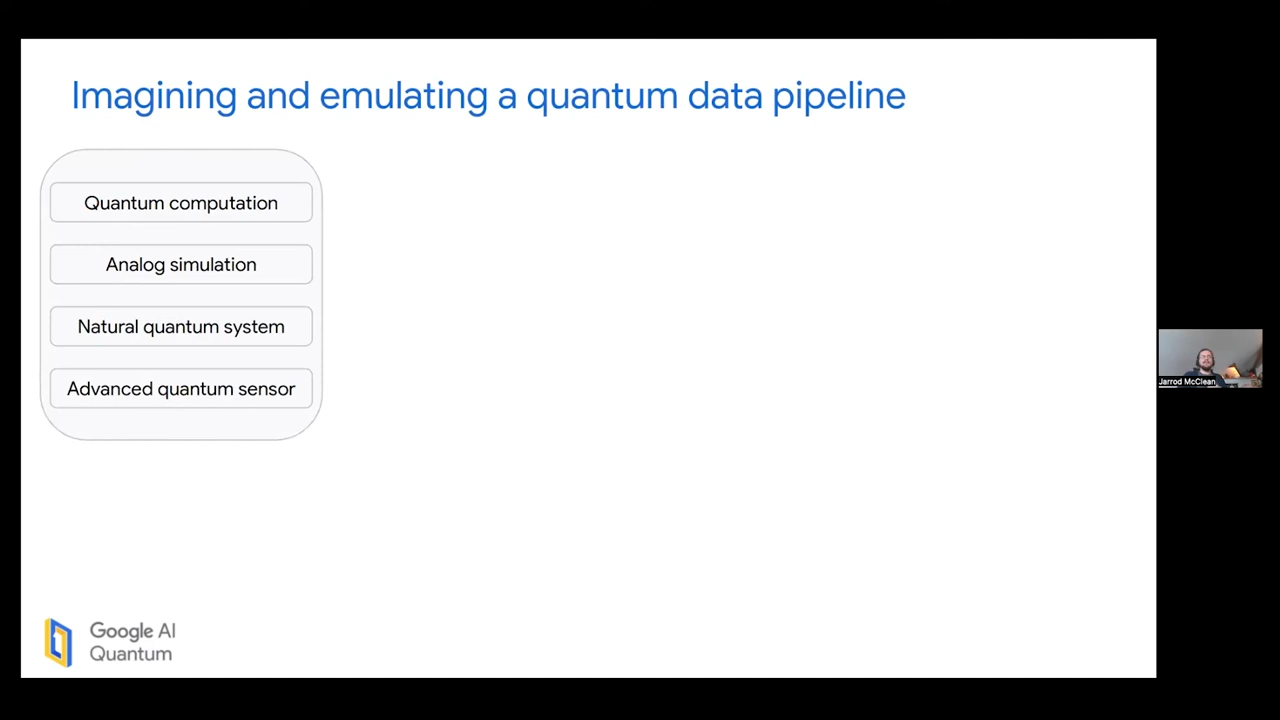 Imagining and emulating a quantum data pipeline
Quantum computation
Analog simulation
Natural quantum system
Advanced quantum sensor
Jarrod McClean
Google AI
Quantum